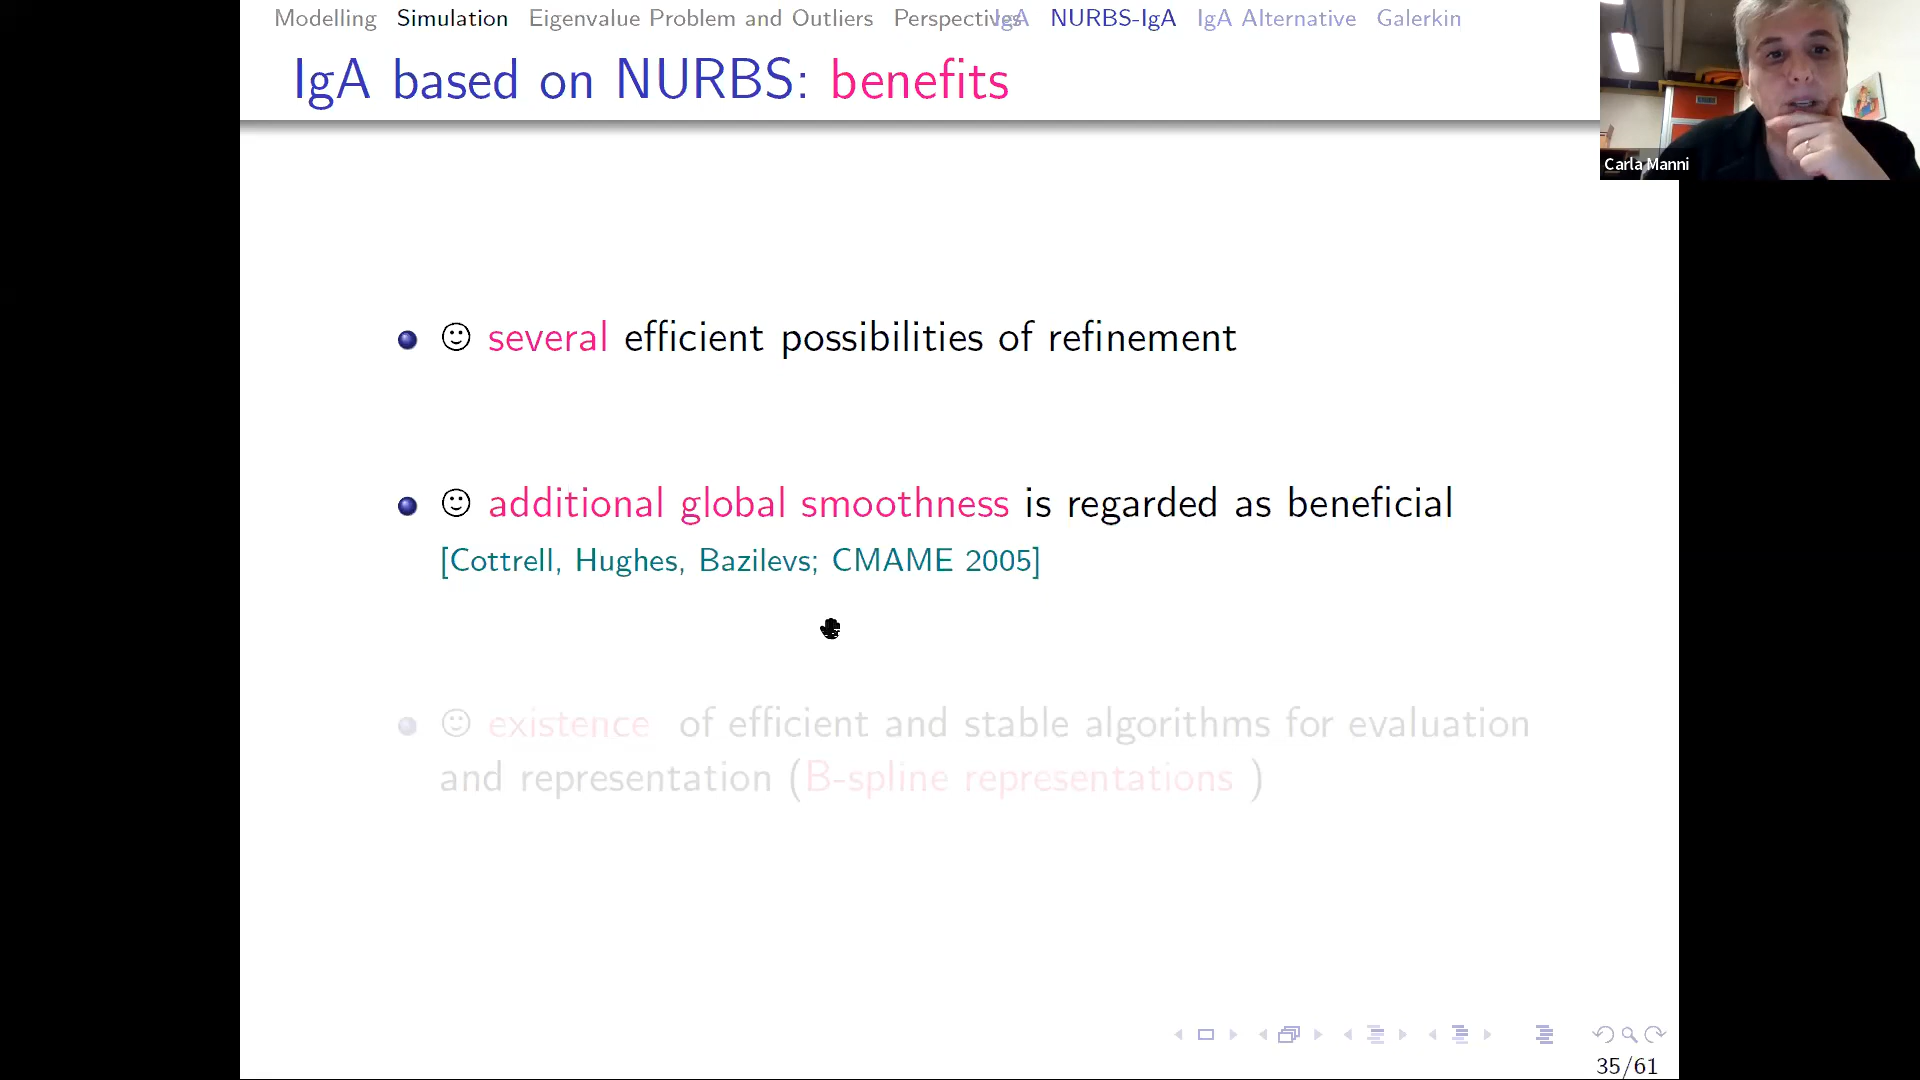 Modelling Simulation Eigenvalue Problem and Outliers Perspectives IgA NURBS-IgA IgA Alternative Galerkin
IgA based on NURBS: benefits
Carla Manni
several efficient possibilities of refinement
additional global smoothness is regarded as beneficial
[Cottrell, Hughes, Bazilevs; CMAME 2005]
existence of efficient and stable algorithms for evaluation
and representation (B-spline representations )
35/61